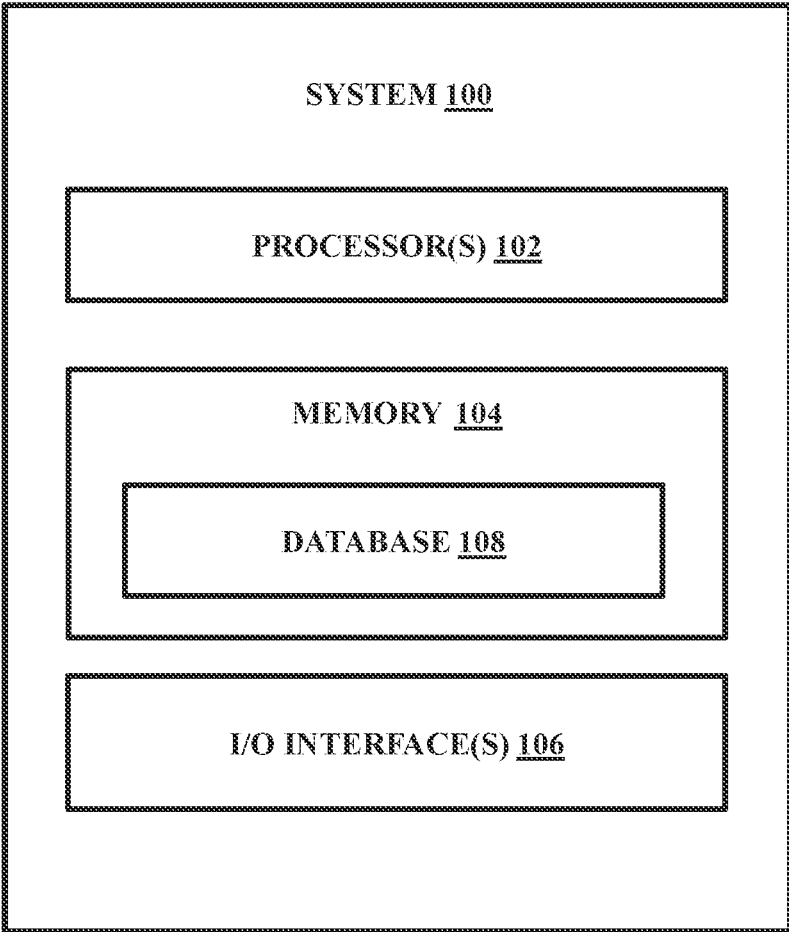 SYSTEM 100
PROCESSOR(S) 102
MEMORY 104
DATABASE 108
I/O INTERFACE(S) 106